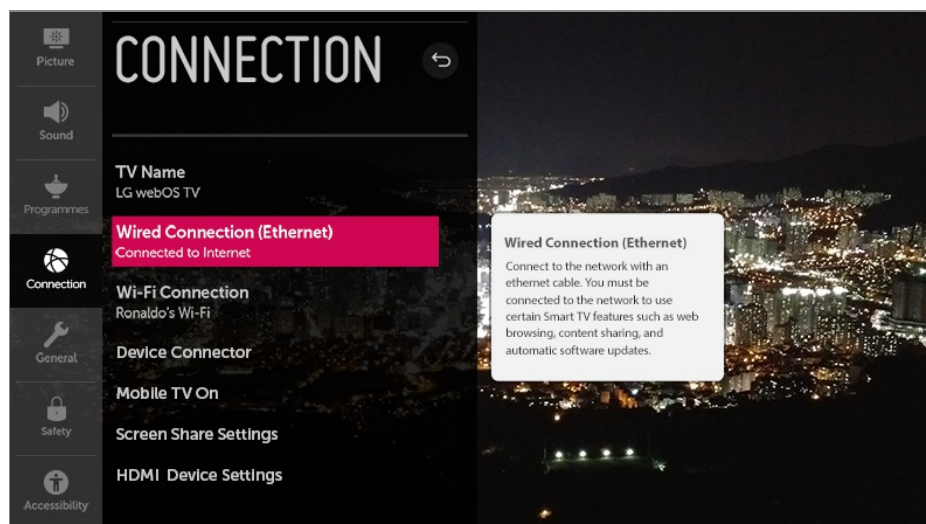 Picture
Sound
Programmes
Connection
General
Safety
Accessibility
CONNECTION
TV Name
LG webOS TV
Wired Connection (Ethernet)
Connected to Internet
Wi-Fi Connection
Ronaldo's Wi-Fi
Device Connector
Mobile TV On
Screen Share Settings
HDMI Device Settings
Wired Connection (Ethernet)
Connect to the network with an
ethernet cable. You must be
connected to the network to use
certain Smart TV features such as web
browsing, content sharing, and
automatic software updates.